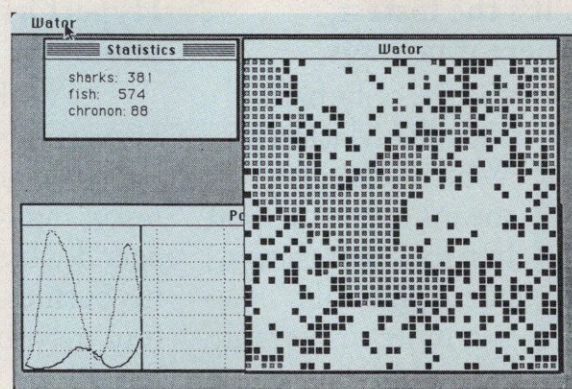 Wator
Statistics
sharks: 381
fish: 574
chronon: 88
Wator
Po